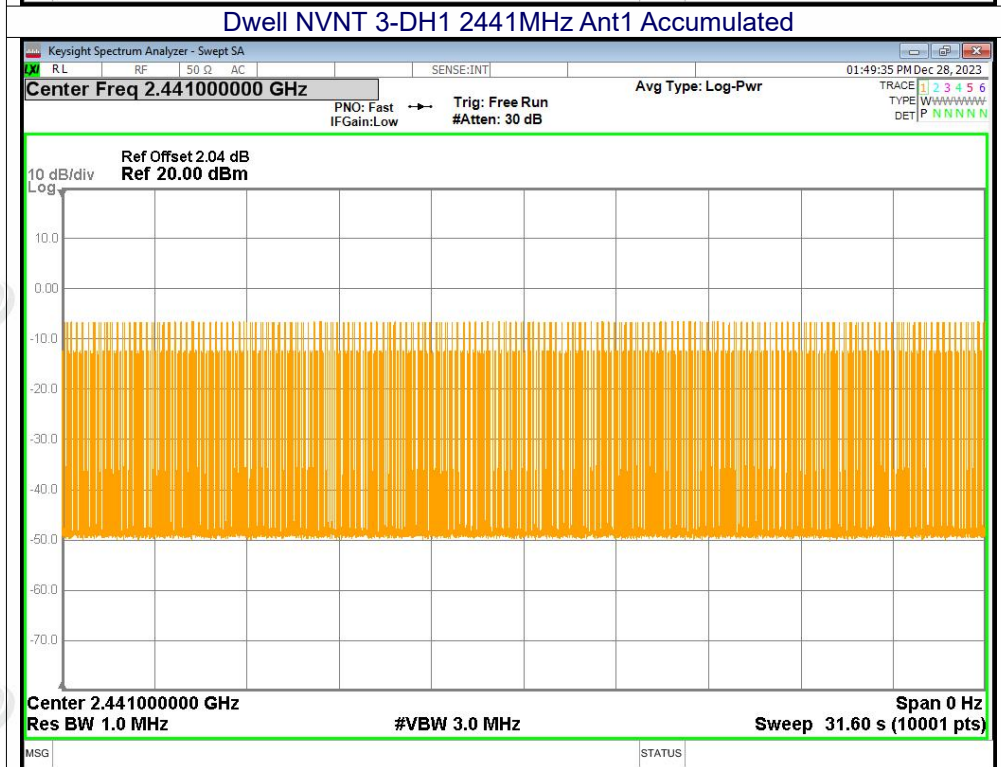 Dwell NVNT 3-DH1 2441MHz Ant1 Accumulated
Keysight Spectrum Analyzer - Swept SA
LXI RL RF 50 Ω AC SENSE:INT 01:49:35 PM Dec 28, 2023
Center Freq 2.441000000 GHz
PNO: Fast
IFGain:Low
Trig: Free Run
#Atten: 30 dB
Avg Type: Log-Pwr
TRACE 1 2 3 4 5 6
TYPE WWWWWW
DET P N N N N N
Ref Offset 2.04 dB
10 dB/div Ref 20.00 dBm
Log
10.0
0.00
-10.0
-20.0
-30.0
-40.0
-50.0
-60.0
-70.0
Center 2.441000000 GHz Span 0 Hz
Res BW 1.0 MHz #VBW 3.0 MHz Sweep 31.60 s (10001 pts)
MSG STATUS